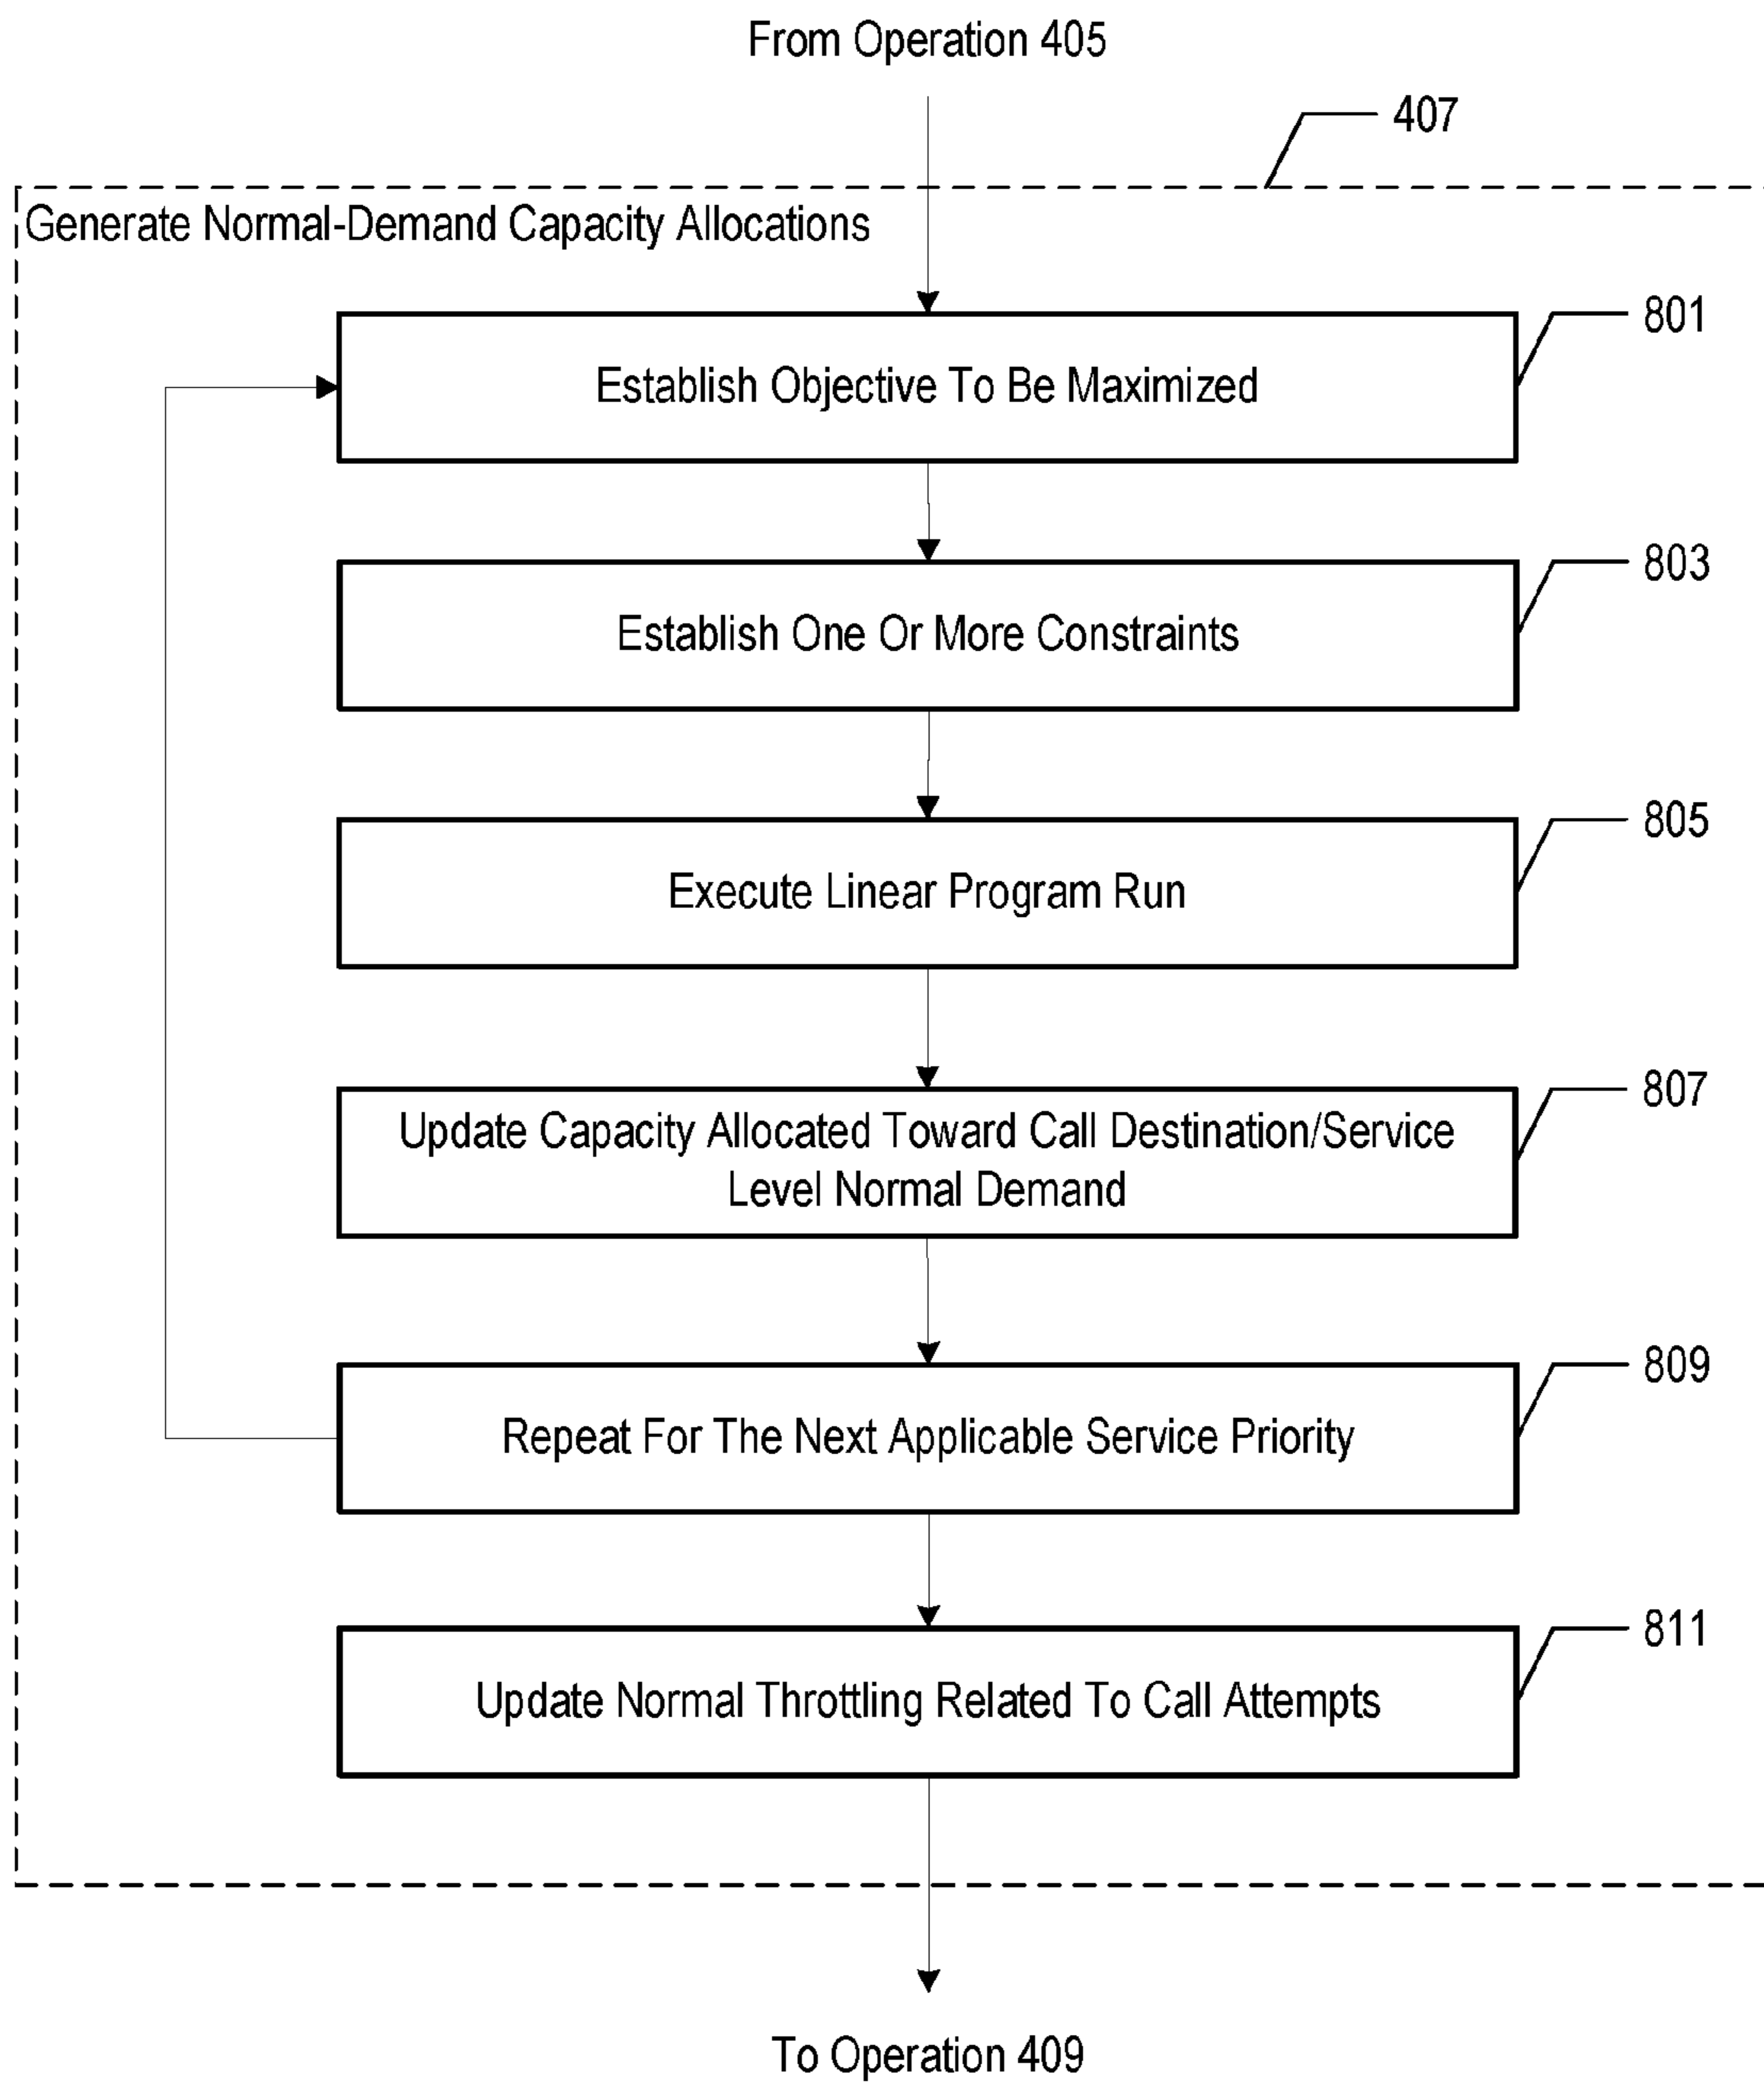 From Operation 405
407
Generate Normal-Demand Capacity Allocations
801
Establish Objective To Be Maximized
803
Establish One Or More Constraints
805
Execute Linear Program Run
807
Update Capacity Allocated Toward Call Destination/Service
Level Normal Demand
809
Repeat For The Next Applicable Service Priority
811
Update Normal Throttling Related To Call Attempts
To Operation 409